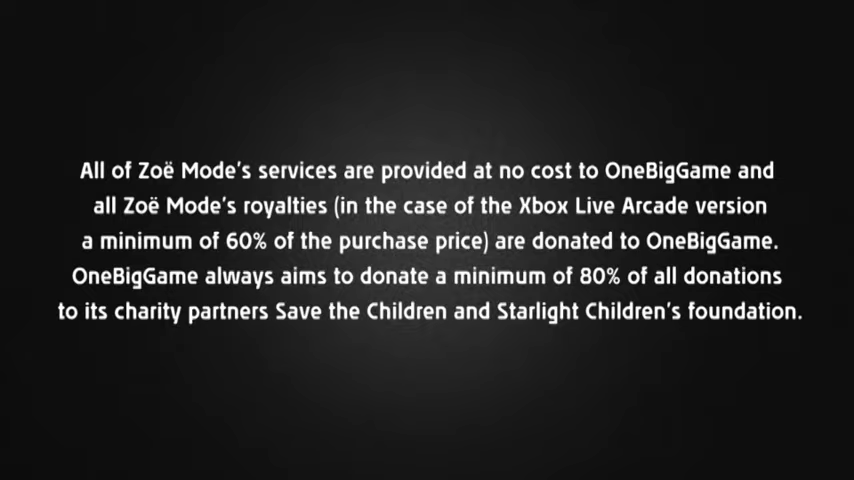 All of Zoë Mode's services are provided at no cost to OneBigGame and
all Zoë Mode's royalties (in the case of the Xbox Live Arcade version
a minimum of 60% of the purchase price) are donated to OneBigGame.
OneBigGame always aims to donate a minimum of 80% of all donations
to its charity partners Save the Children and Starlight Children's foundation.